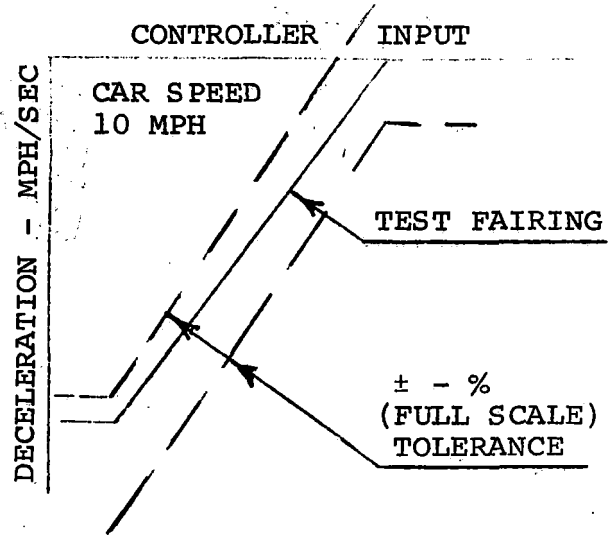 CONTROLLER INPUT
CAR SPEED
10 MPH
DECELERATION - MPH/SEC
TEST FAIRING
± - %
(FULL SCALE)
TOLERANCE